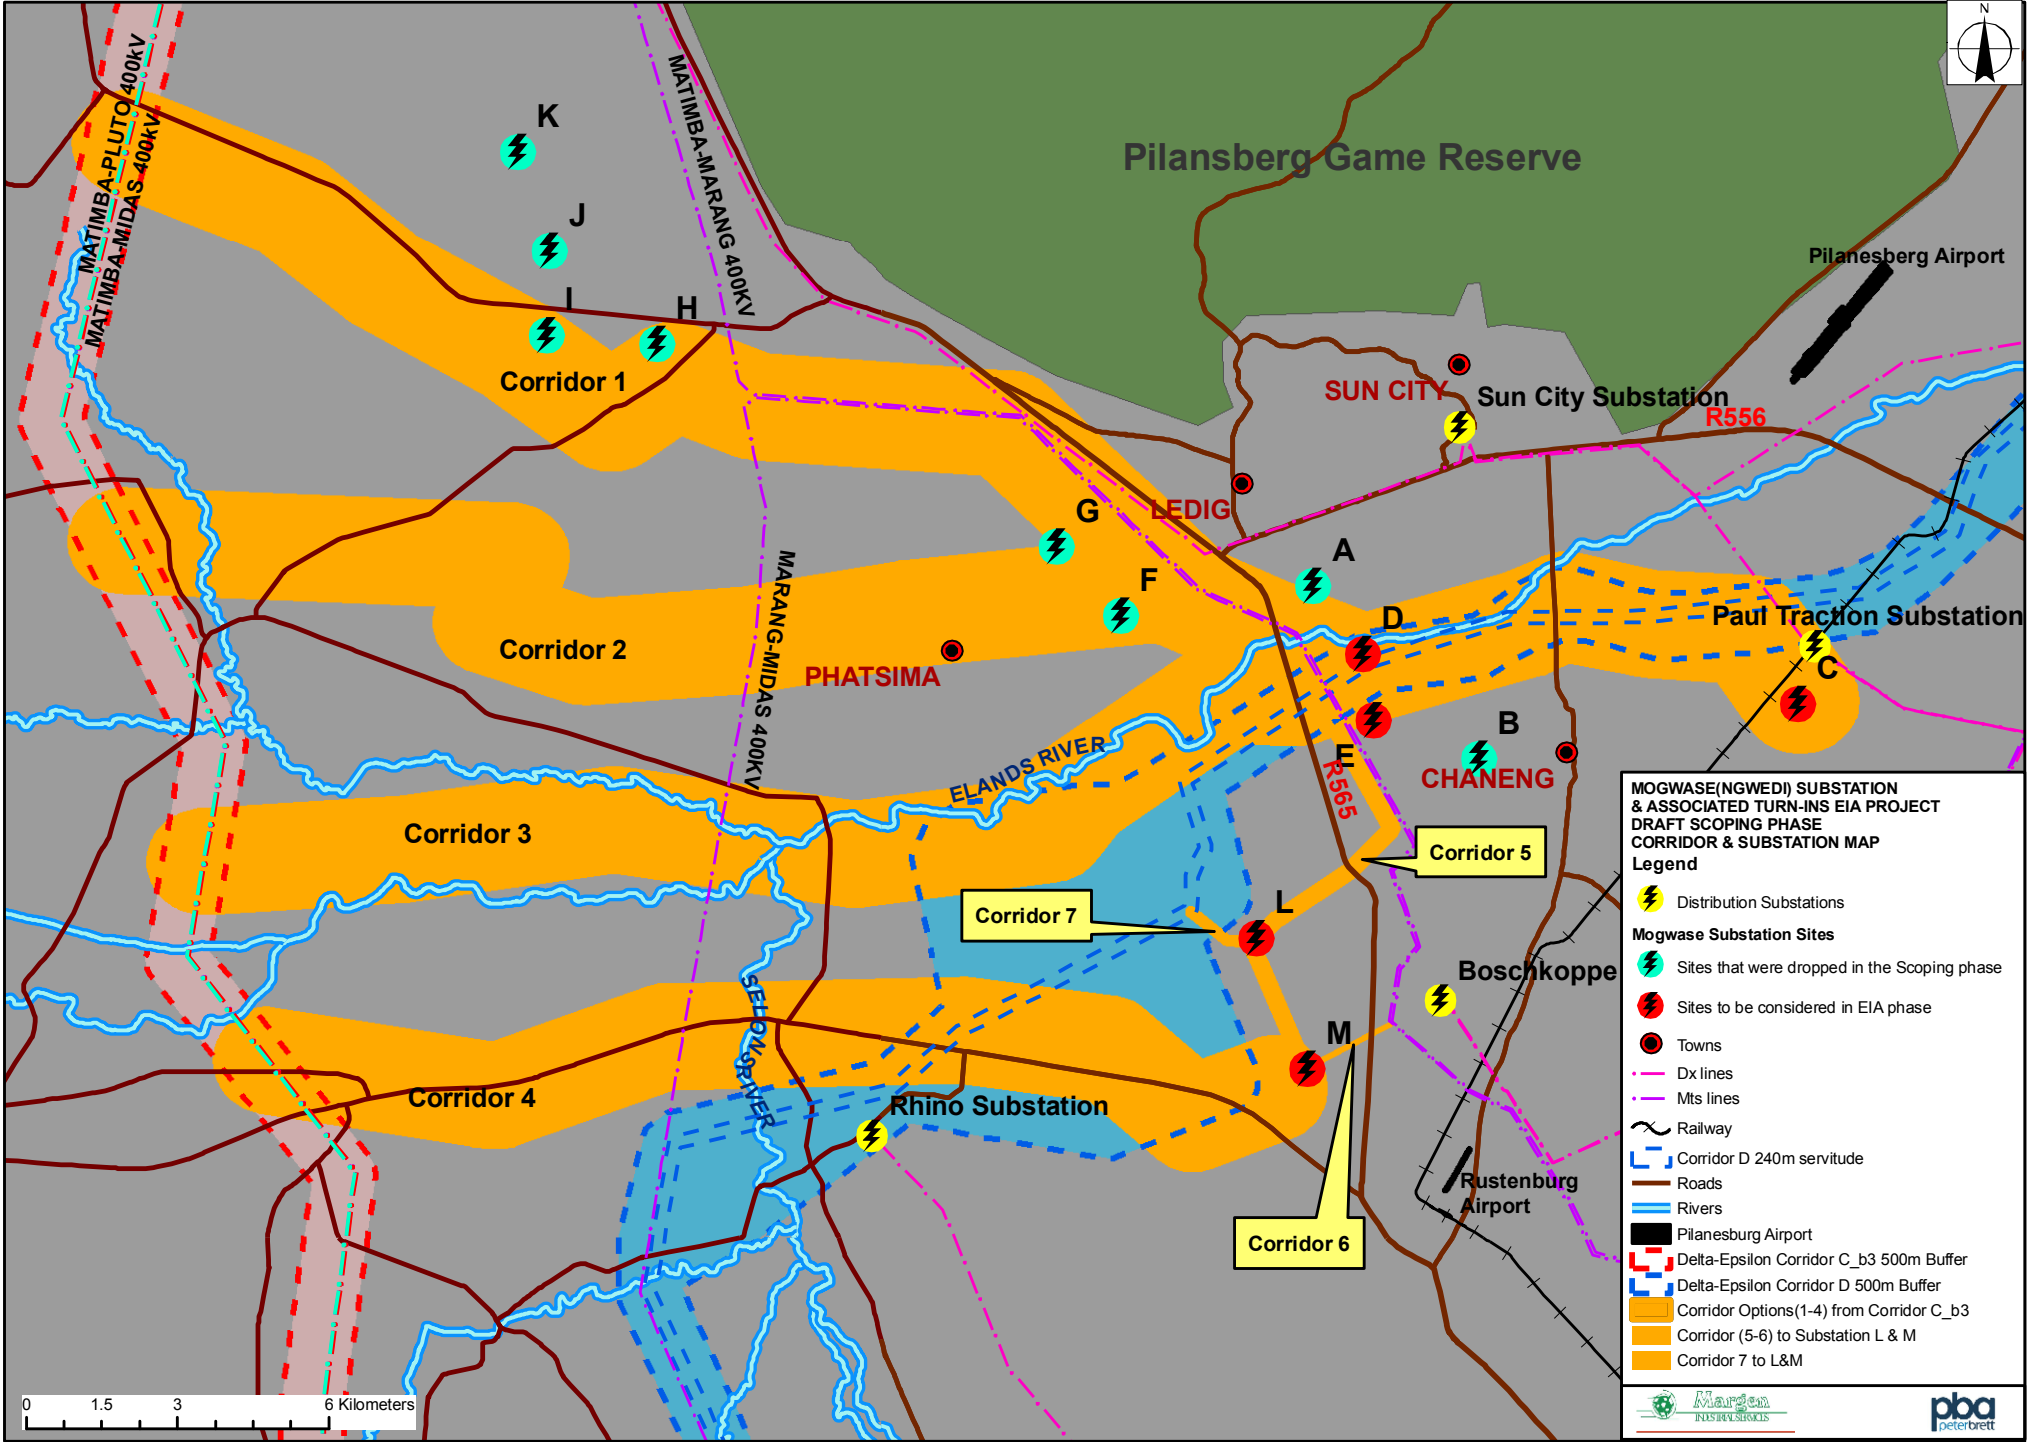 N
MATIMBA-PLUTO 400kV
MATIMBA-MIDAS 400kV
MATIMBA-MARANG 400KV
K
J
I
H
Pilansberg Game Reserve
Pilanesberg Airport
Corridor 1
SUN CITY
Sun City Substation
R556
G
LEDIG
A
F
D
Paul Traction Substation
C
Corridor 2
PHATSIMA
MARANG-MIDAS 400KV
ELANDS RIVER
E
B
CHANENG
R565
Corridor 3
Corridor 5
Corridor 7
L
Boschkoppe
SELONSRIVER
M
Corridor 4
Rhino Substation
Rustenburg
Airport
Corridor 6
MOGWASE(NGWEDI) SUBSTATION
& ASSOCIATED TURN-INS EIA PROJECT
DRAFT SCOPING PHASE
CORRIDOR & SUBSTATION MAP
Legend
Distribution Substations
Mogwase Substation Sites
Sites that were dropped in the Scoping phase
Sites to be considered in EIA phase
Towns
Dx lines
Mts lines
Railway
Corridor D 240m servitude
Roads
Rivers
Pilanesburg Airport
Delta-Epsilon Corridor C_b3 500m Buffer
Delta-Epsilon Corridor D 500m Buffer
Corridor Options(1-4) from Corridor C_b3
Corridor (5-6) to Substation L & M
Corridor 7 to L&M
0 1.5 3 6 Kilometers
Margen
INDUSTRIAL SERVICES
pba
peterbrett